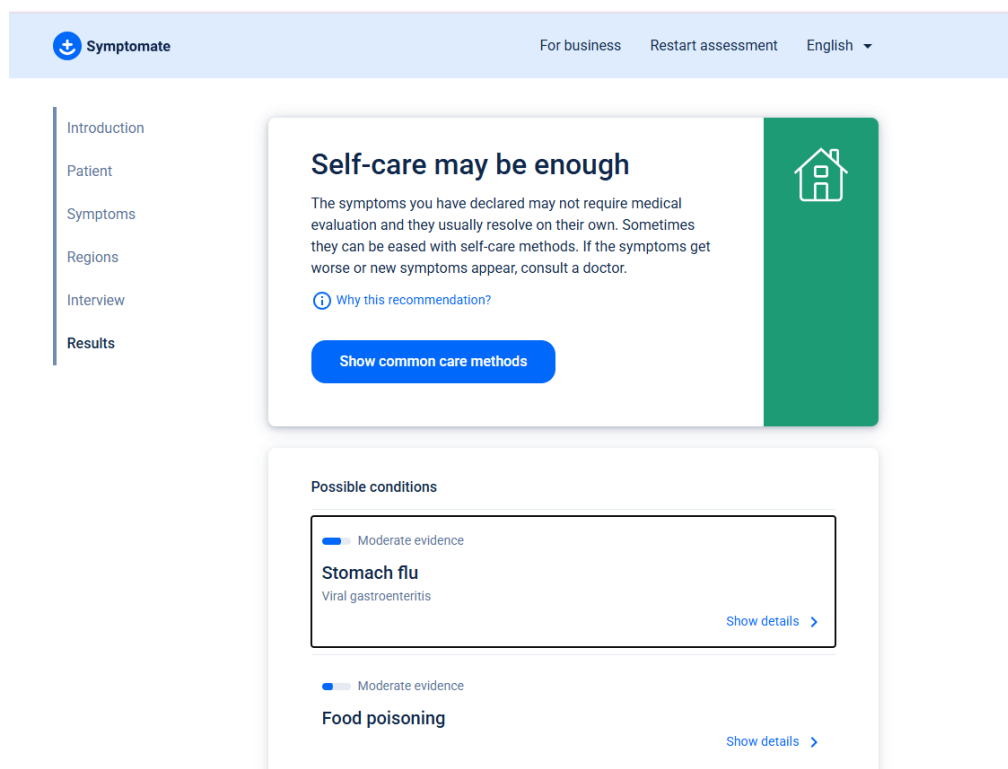 Symptomate
For business
Restart assessment
English
Introduction
Patient
Symptoms
Regions
Interview
Results
Self-care may be enough
The symptoms you have declared may not require medical
evaluation and they usually resolve on their own. Sometimes
they can be eased with self-care methods. If the symptoms get
worse or new symptoms appear, consult a doctor.
Why this recommendation?
Show common care methods
Possible conditions
Moderate evidence
Stomach flu
Viral gastroenteritis
Show details
Moderate evidence
Food poisoning
Show details